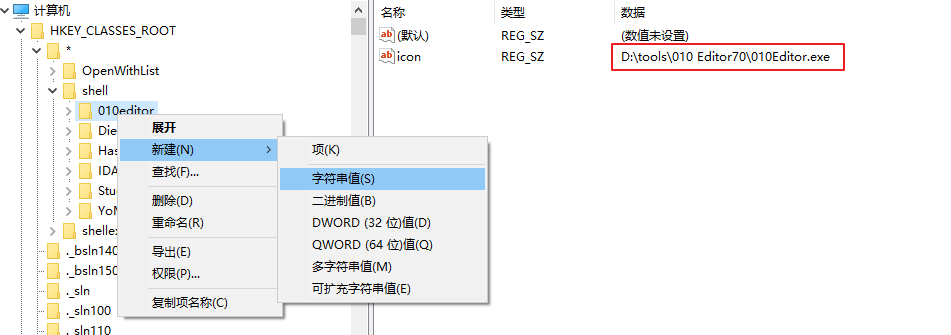 计算机
HKEY_CLASSES_ROOT
*
OpenWithList
shell
010editor
Die
Has
IDA
Stu
YoM
shelle
._bsln140
._bsln150
._sln
._sln100
._sln110
展开
新建(N)
查找(F)...
删除(D)
重命名(R)
导出(E)
权限(P)...
复制项名称(C)
项(K)
字符串值(S)
二进制值(B)
DWORD (32 位)值(D)
QWORD (64 位)值(Q)
多字符串值(M)
可扩充字符串值(E)
名称 类型 数据
(默认) REG_SZ (数值未设置)
icon REG_SZ D:\tools\010 Editor70\010Editor.exe